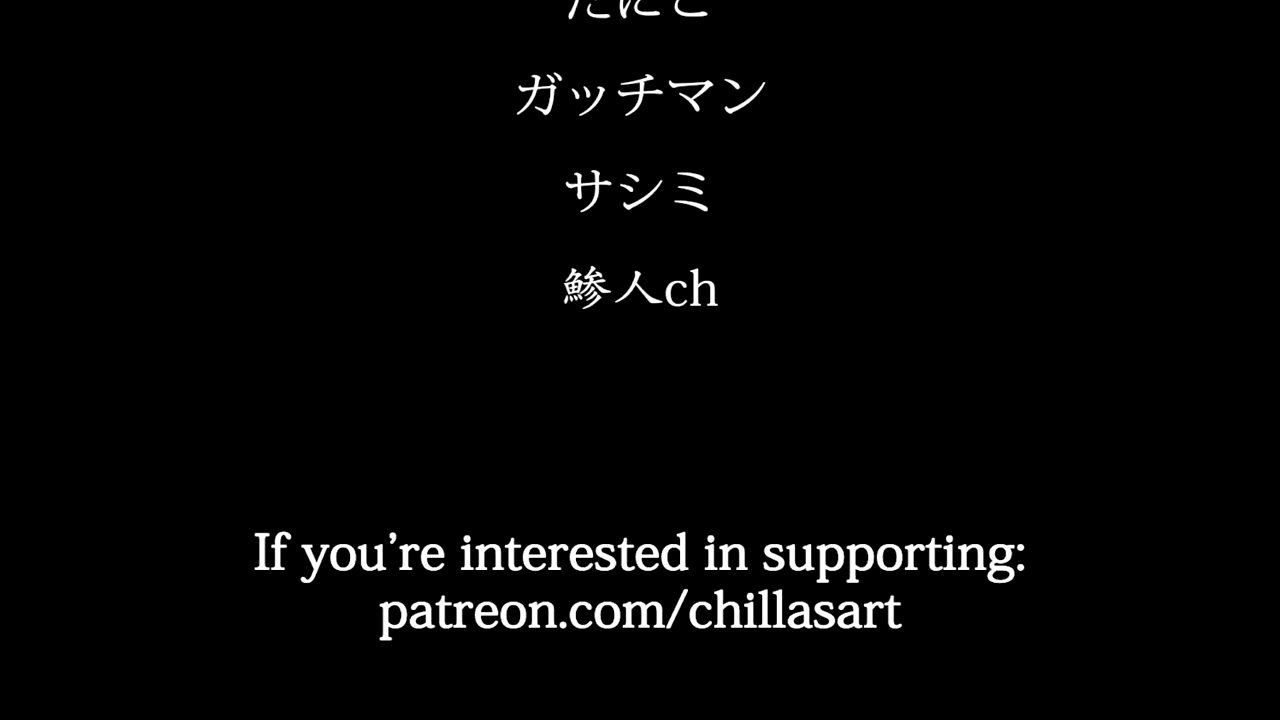 ガッチマン
サシミ
鯵人ch
If you’re interested in supporting:
patreon.com/chillasart